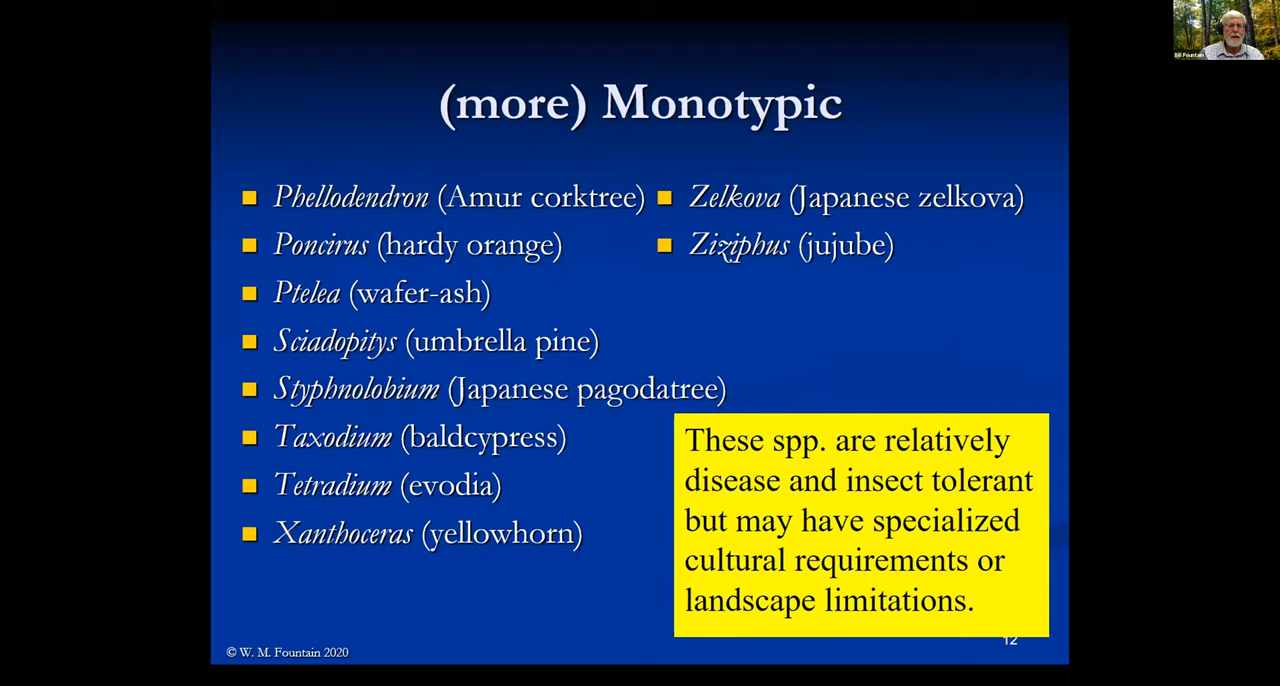 (more) Monotypic
Phellodendron (Amur corktree)
Poncirus (hardy orange)
Ptelea (wafer-ash)
Sciadopitys (umbrella pine)
Styphnolobium (Japanese pagodatree)
Taxodium (baldcypress)
Tetradium (evodia)
Xanthoceras (yellowhorn)
Zelkova (Japanese zelkova)
Ziziphus (jujube)
These spp. are relatively
disease and insect tolerant
but may have specialized
cultural requirements or
landscape limitations.
12
© W. M. Fountain 2020
Bill Fountain